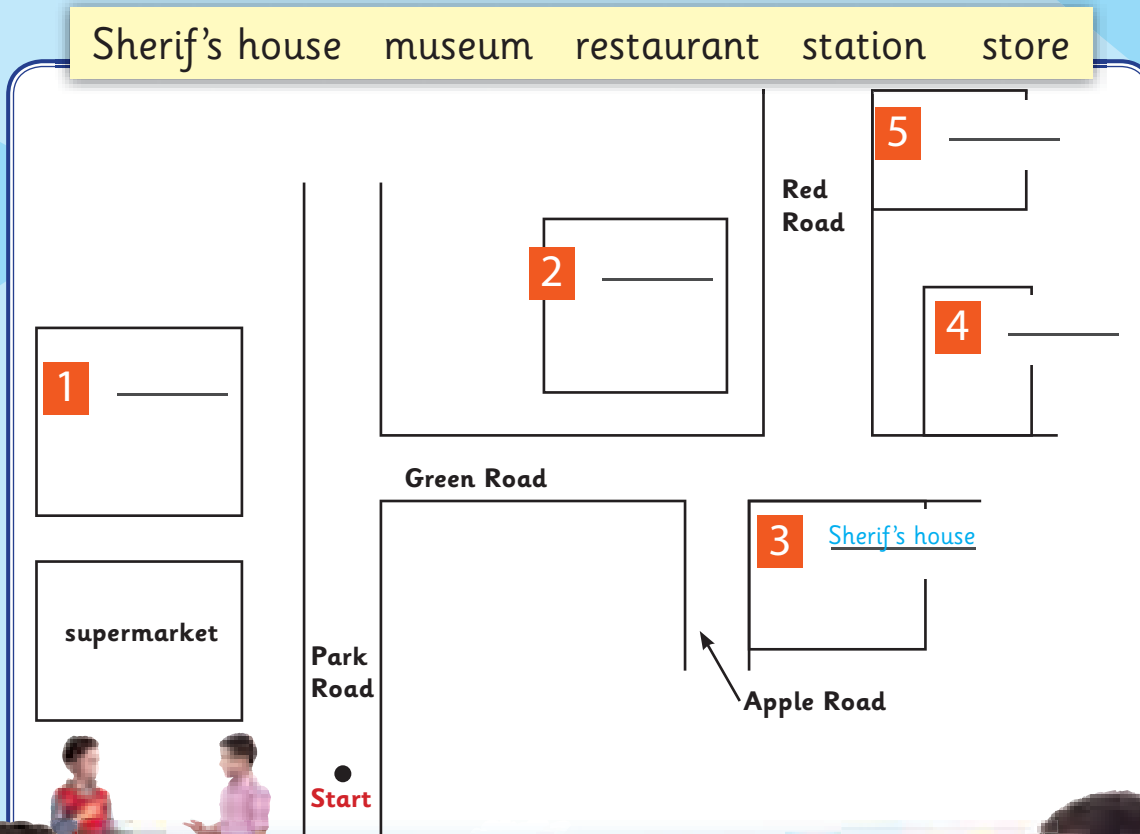 Sherif's house museum restaurant station store
5
Red
Road
2
4
1
Green Road
3 Sherif's house
supermarket
Park
Road
Apple Road
Start